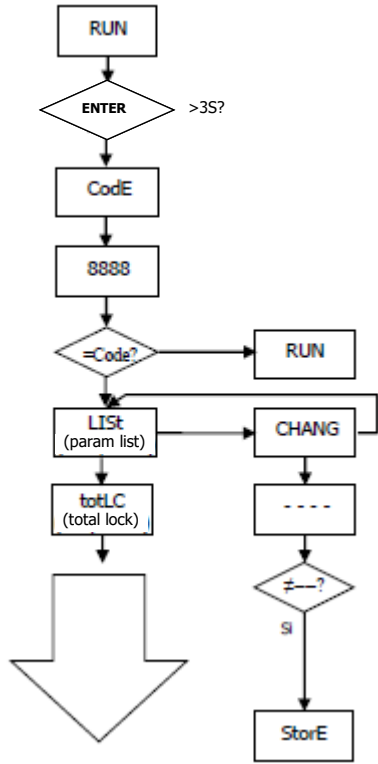 RUN
ENTER >3S?
CodE
8888
=Code? RUN
LISt
(param list)
CHANG
totLC
(total lock)
- - - -
≠----?
Si
StorE